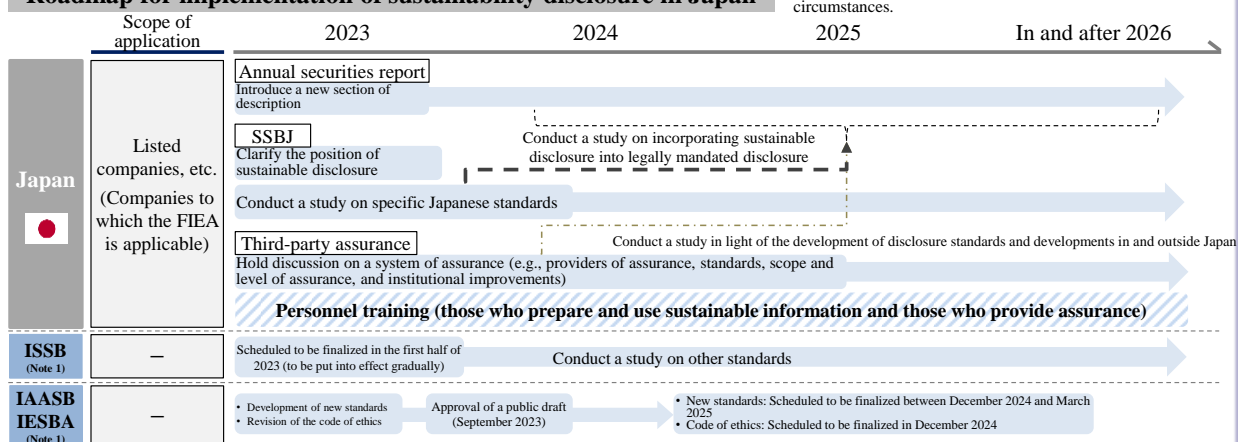 Roadmap for implementation of sustainability disclosure in Japan
circumstances.
Scope of
application
2023
2024
2025
In and after 2026
Japan
Listed
companies, etc.
(Companies to
which the FIEA
is applicable)
Annual securities report
Introduce a new section of
description
SSBJ
Clarify the position of
sustainable disclosure
Conduct a study on incorporating sustainable
disclosure into legally mandated disclosure
Conduct a study on specific Japanese standards
Third-party assurance
Conduct a study in light of the development of disclosure standards and developments in and outside Japan
Hold discussion on a system of assurance (e.g., providers of assurance, standards, scope and
level of assurance, and institutional improvements)
Personnel training (those who prepare and use sustainable information and those who provide assurance)
ISSB
(Note 1)
–
Scheduled to be finalized in the first half of
2023 (to be put into effect gradually)
Conduct a study on other standards
IAASB
IESBA
(Note 1)
–
• Development of new standards
• Revision of the code of ethics
Approval of a public draft
(September 2023)
• New standards: Scheduled to be finalized between December 2024 and March
2025
• Code of ethics: Scheduled to be finalized in December 2024